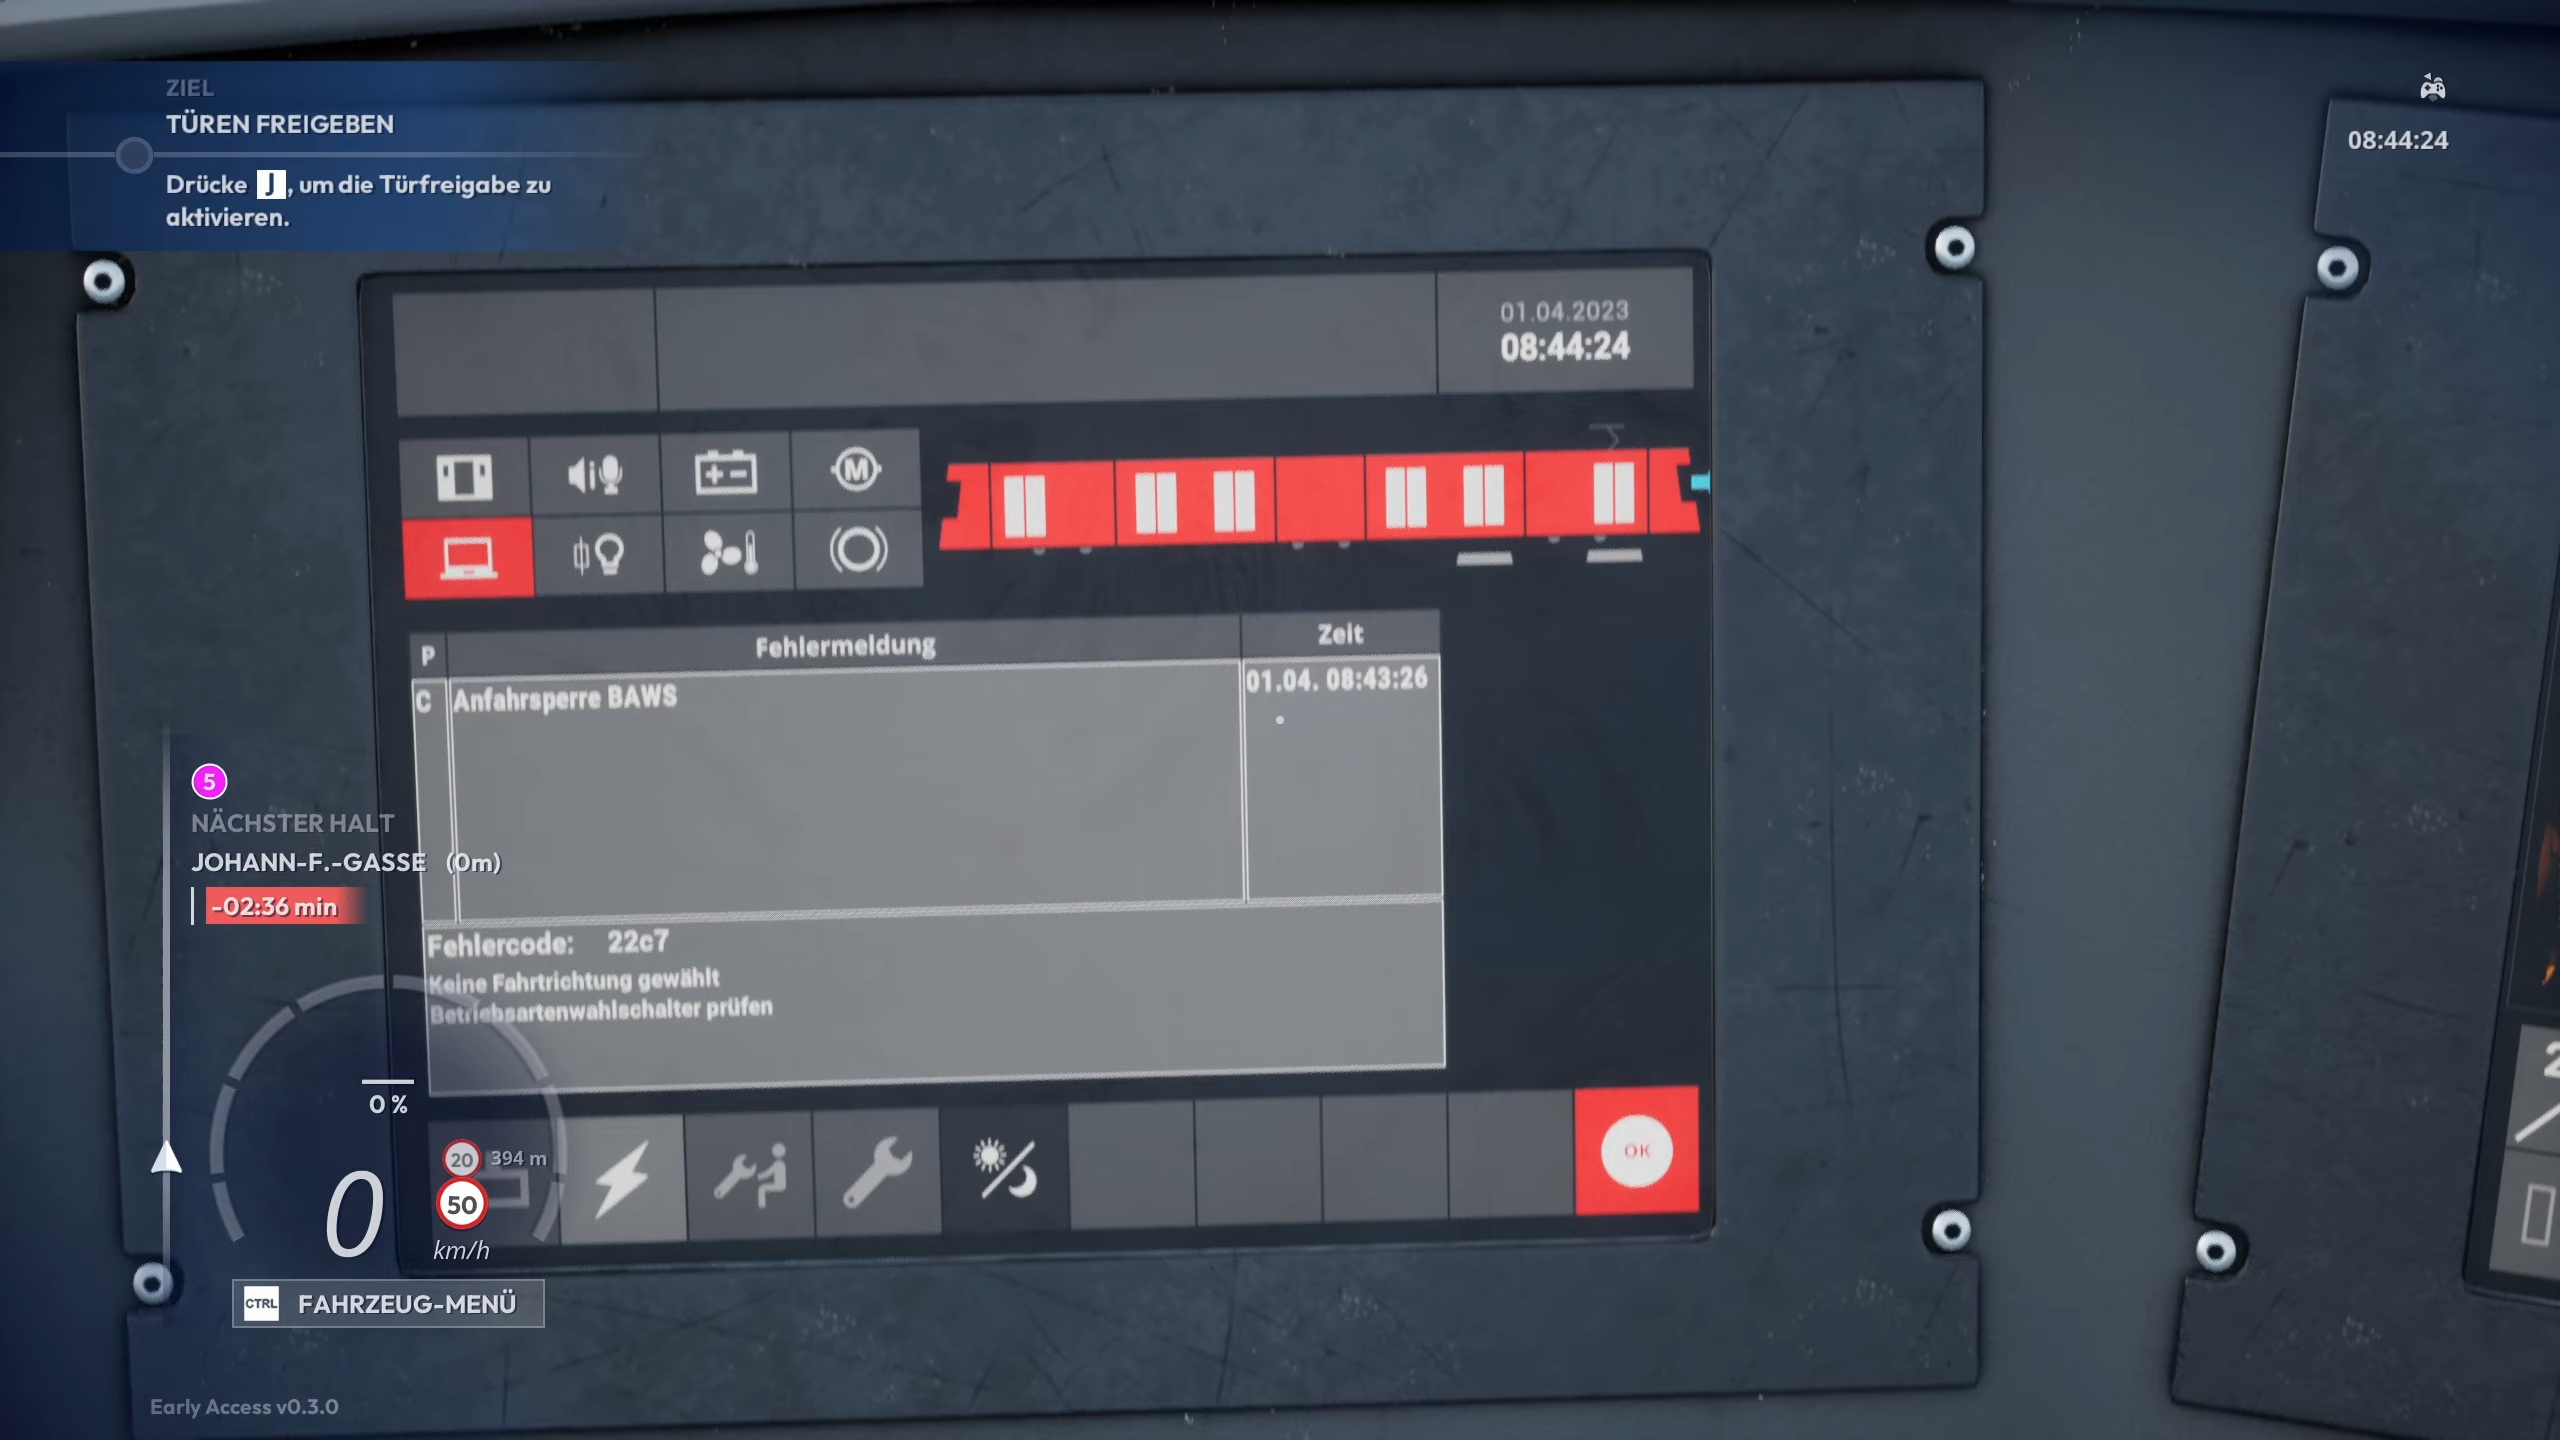 ZIEL
TÜREN FREIGEBEN
Drücke J, um die Türfreigabe zu
aktivieren.
08:44:24
01.04.2023
08:44:24
M
P Fehlermeldung Zeit
C Anfahrsperre BAWS 01.04. 08:43:26
5
NÄCHSTER HALT
JOHANN-F.-GASSE (0m)
-02:36 min
Fehlercode: 22c7
Keine Fahrtrichtung gewählt
Betriebsartenwahlschalter prüfen
0 %
20 394 m
50
0
km/h
OK
CTRL FAHRZEUG-MENÜ
Early Access v0.3.0